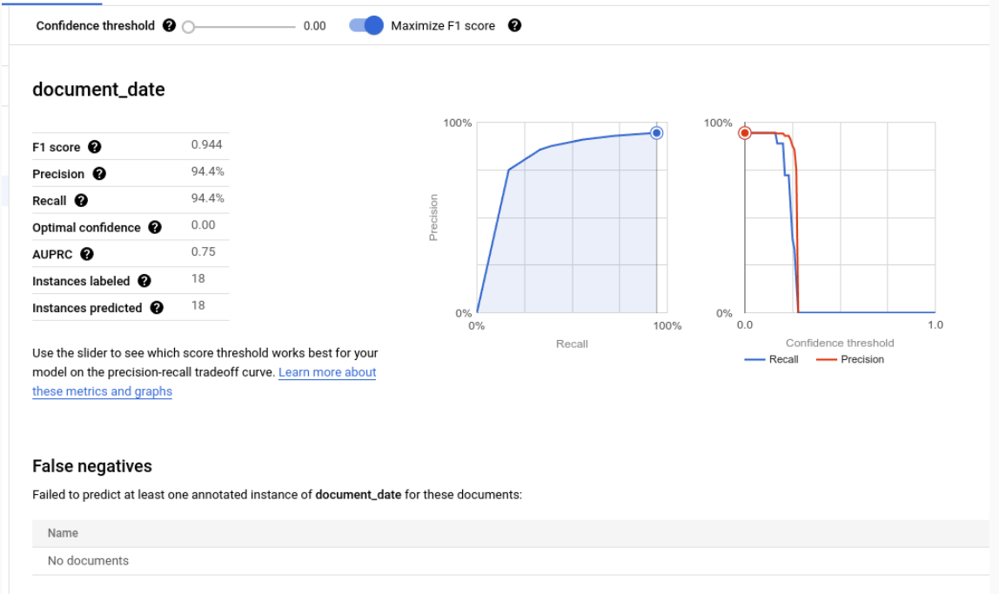 Confidence threshold 0.00 Maximize F1 score
document_date
F1 score 0.944
Precision 94.4%
Recall 94.4%
Optimal confidence 0.00
AUPRC 0.75
Instances labeled 18
Instances predicted 18
Use the slider to see which score threshold works best for your
model on the precision-recall tradeoff curve. Learn more about
these metrics and graphs
100%
Precision
0%
0% 100%
Recall
100%
0%
0.0 1.0
Confidence threshold
Recall Precision
False negatives
Failed to predict at least one annotated instance of document_date for these documents:
Name
No documents